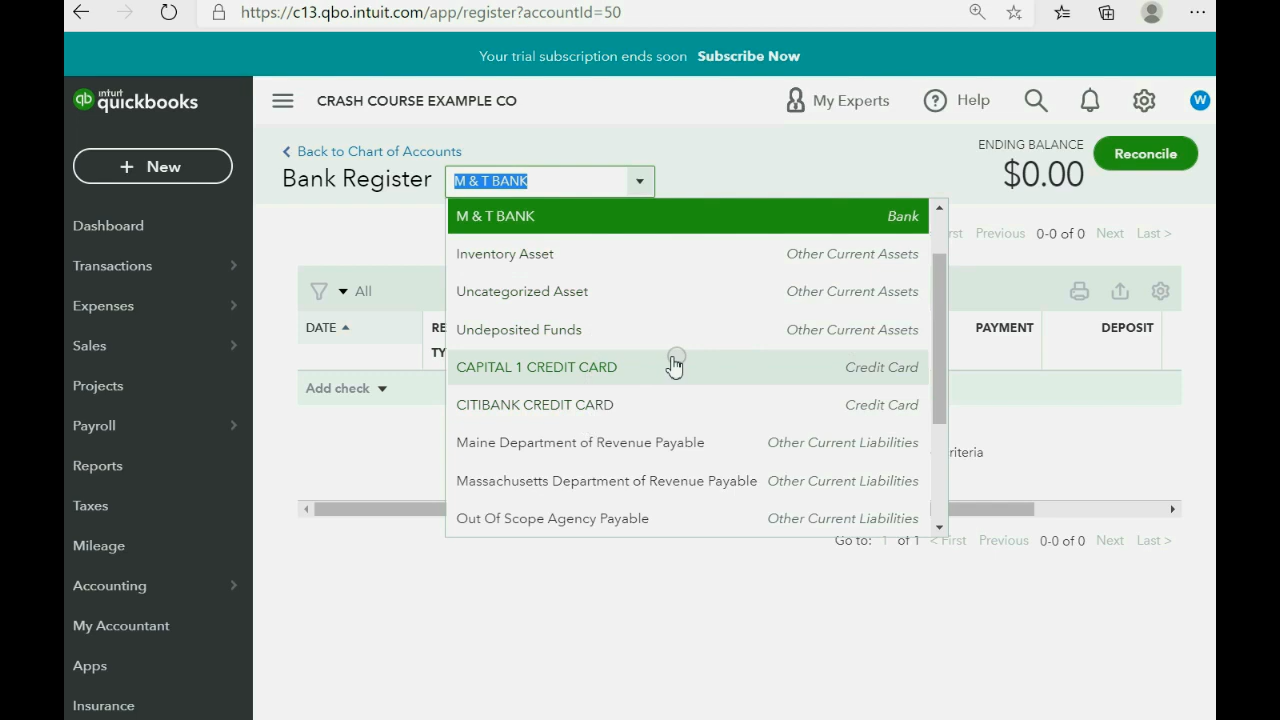 https://c13.qbo.intuit.com/app/register?accountId=50
Your trial subscription ends soon Subscribe Now
intuit
quickbooks
CRASH COURSE EXAMPLE CO
My Experts
Help
W
+ New
< Back to Chart of Accounts
Bank Register
M & T BANK
ENDING BALANCE
$0.00
Reconcile
M & T BANK Bank
Inventory Asset Other Current Assets
Uncategorized Asset Other Current Assets
Undeposited Funds Other Current Assets
CAPITAL 1 CREDIT CARD Credit Card
CITIBANK CREDIT CARD Credit Card
Maine Department of Revenue Payable Other Current Liabilities
Massachusetts Department of Revenue Payable Other Current Liabilities
Out Of Scope Agency Payable Other Current Liabilities
Previous 0-0 of 0 Next Last >
All
DATE
PAYMENT
DEPOSIT
Add check
Go to: 1 of 1 < First Previous 0-0 of 0 Next Last >
Dashboard
Transactions
Expenses
Sales
Projects
Payroll
Reports
Taxes
Mileage
Accounting
My Accountant
Apps
Insurance